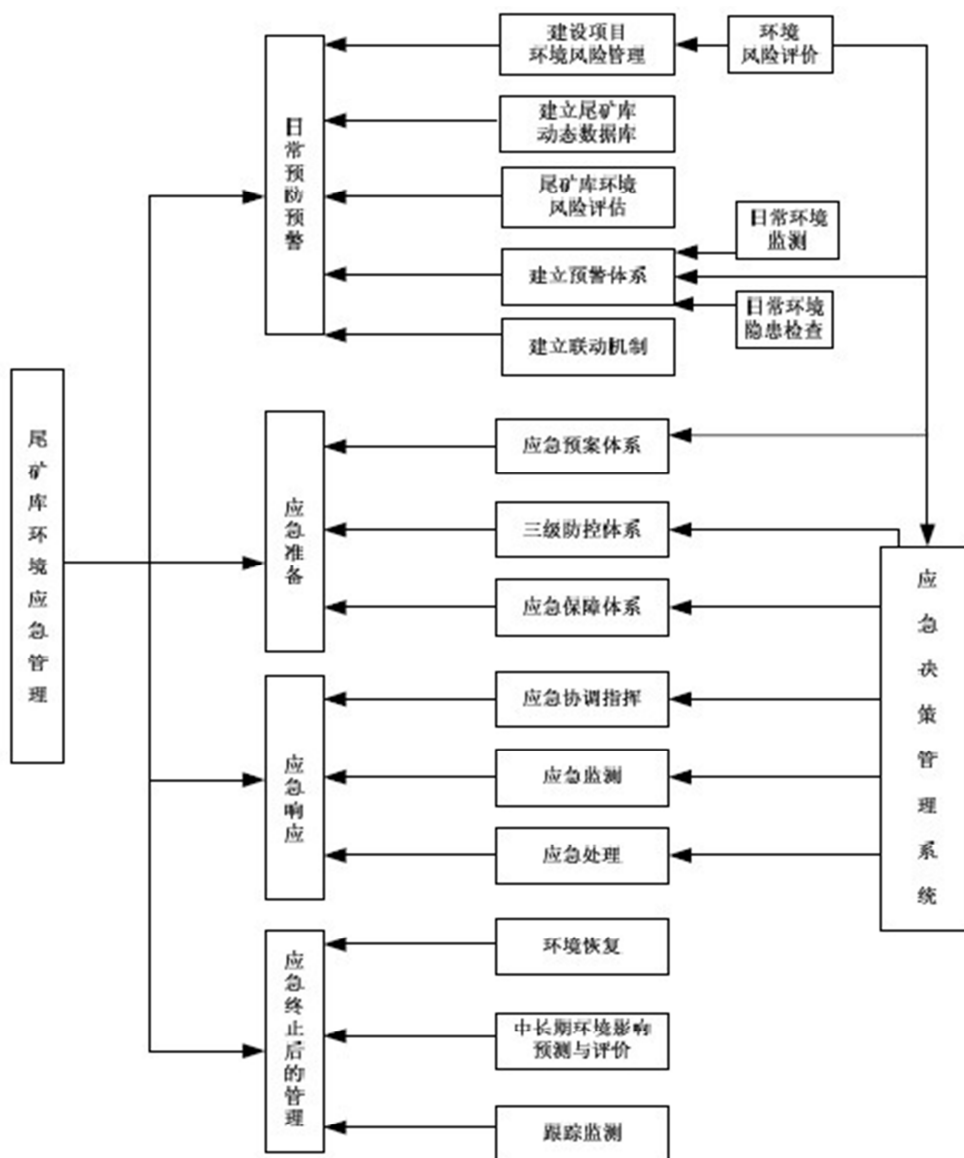 尾矿库环境应急管理
日常预防预警
建设项目
环境风险管理
环境
风险评价
建立尾矿库
动态数据库
尾矿库环境
风险评估
日常环境
监测
建立预警体系
日常环境
隐患检查
建立联动机制
应急准备
应急预案体系
三级防控体系
应急保障体系
应急决策管理系统
应急响应
应急协调指挥
应急监测
应急处理
应急终止后的管理
环境恢复
中长期环境影响
预测与评价
跟踪监测